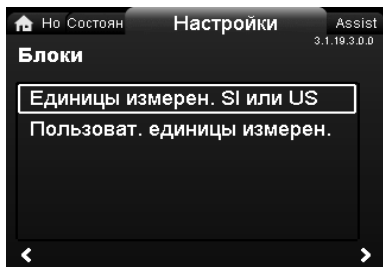 Но Состоян Настройки Assist
3.1.19.3.0.0
Блоки
Единицы измерен. SI или US
Пользоват. единицы измерен.